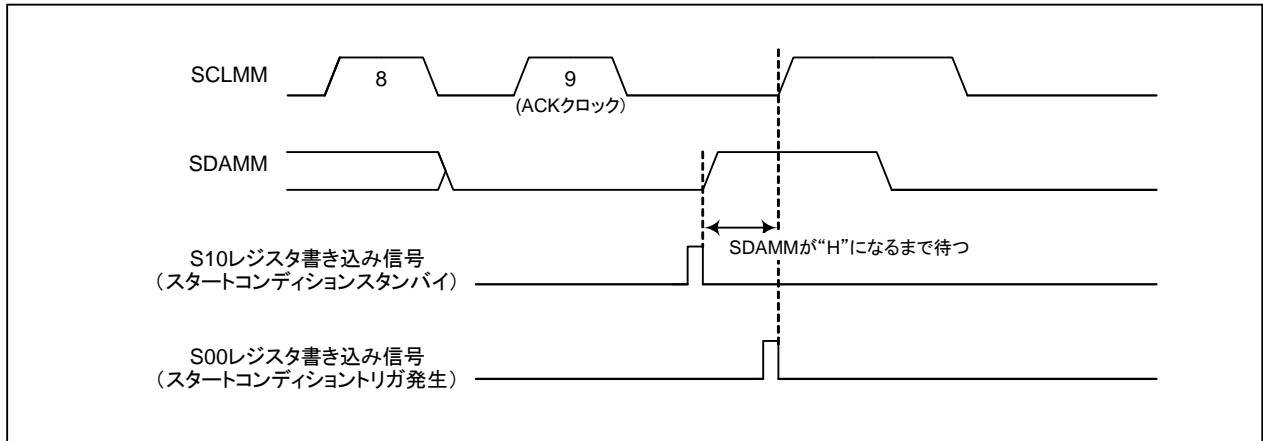 SCLMM
8
9
(ACKクロック)
SDAMM
SDAMMが“H”になるまで待つ
S10レジスタ書き込み信号
（スタートコンディションスタンバイ）
S00レジスタ書き込み信号
（スタートコンディショントリガ発生）